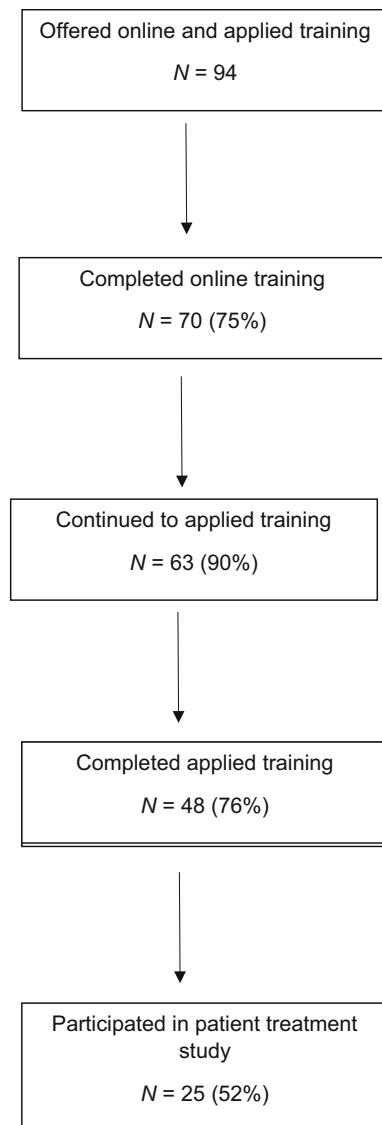 Offered online and applied training
N = 94
Completed online training
N = 70 (75%)
Continued to applied training
N = 63 (90%)
Completed applied training
N = 48 (76%)
Participated in patient treatment
study
N = 25 (52%)